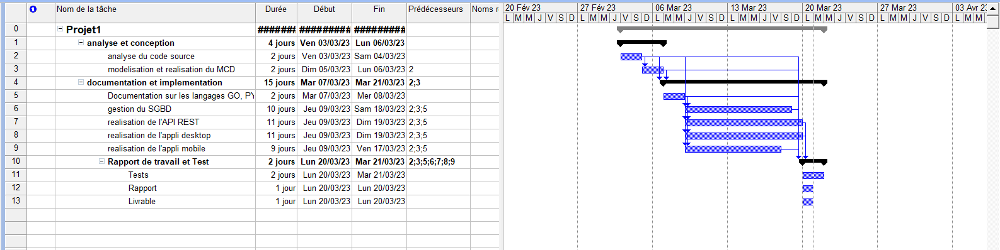 Nom de la tâche Durée Début Fin Prédécesseurs Noms r
20 Fév 23 27 Fév 23 06 Mar 23 13 Mar 23 20 Mar 23 27 Mar 23 03 Avr 23
L M M J V S D L M M J V S D L M M J V S D L M M J V S D L M M J V S D L M M J V S D L M M
0 Projet1 ####### ######### #########
1 analyse et conception 4 jours Ven 03/03/23 Lun 06/03/23
2 analyse du code source 2 jours Ven 03/03/23 Sam 04/03/23
3 modelisation et realisation du MCD 2 jours Dim 05/03/23 Lun 06/03/23 2
4 documentation et implementation 15 jours Mar 07/03/23 Mar 21/03/23 2;3
5 Documentation sur les langages GO, PY 2 jours Mar 07/03/23 Mer 08/03/23
6 gestion du SGBD 10 jours Jeu 09/03/23 Sam 18/03/23 2;3;5
7 realisation de l'API REST 11 jours Jeu 09/03/23 Dim 19/03/23 2;3;5
8 realisation de l'appli desktop 11 jours Jeu 09/03/23 Dim 19/03/23 2;3;5
9 realisation de l'appli mobile 9 jours Jeu 09/03/23 Ven 17/03/23 2;3;5
10 Rapport de travail et Test 2 jours Lun 20/03/23 Mar 21/03/23 2;3;5;6;7;8;9
11 Tests 2 jours Lun 20/03/23 Mar 21/03/23
12 Rapport 1 jour Lun 20/03/23 Lun 20/03/23
13 Livrable 1 jour Lun 20/03/23 Lun 20/03/23